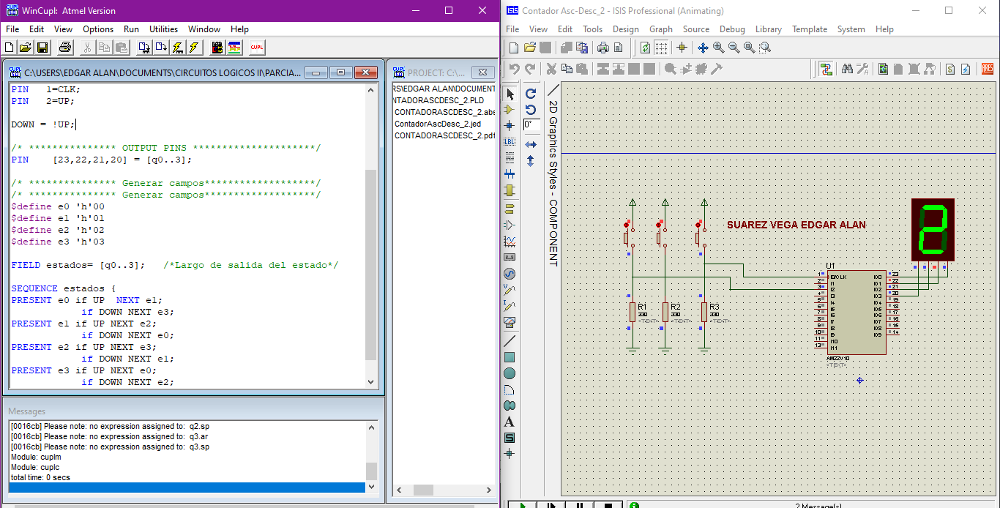 WinCupl: Atmel Version
File Edit View Options Run Utilities Window Help
CUPL
C:\USERS\EDGAR ALAN\DOCUMENTS\CIRCUITOS LOGICOS II\PARCIA...
PIN 1=CLK;
PIN 2=UP;
DOWN = !UP;
/* *************** OUTPUT PINS *********************/
PIN [23,22,21,20] = [q0..3];
/* *************** Generar campos*******************/
/* *************** Generar campos*******************/
$define e0 'h'00
$define e1 'h'01
$define e2 'h'02
$define e3 'h'03
FIELD estados= [q0..3]; /*Largo de salida del estado*/
SEQUENCE estados {
PRESENT e0 if UP NEXT e1;
if DOWN NEXT e3;
PRESENT e1 if UP NEXT e2;
if DOWN NEXT e0;
PRESENT e2 if UP NEXT e3;
if DOWN NEXT e1;
PRESENT e3 if UP NEXT e0;
if DOWN NEXT e2;
PROJECT: C:\...
RS\EDGAR ALAN\DOCUMENT
NTADORASCDESC_2.PLD
CONTADORASCDESC_2.abs
ContadorAscDesc_2.jed
CONTADORASCDESC_2.pdf
Messages
[0016cb] Please note: no expression assigned to: q2.sp
[0016cb] Please note: no expression assigned to: q3.ar
[0016cb] Please note: no expression assigned to: q3.sp
Module: cuplm
Module: cuplc
total time: 0 secs
ISIS
Contador Asc-Desc_2 - ISIS Professional (Animating)
File View Edit Tools Design Graph Source Debug Library Template System Help
ARES
LBL
0°
2D Graphics Styles - COMPONENT
A
S
SUAREZ VEGA EDGAR ALAN
2
R1
330
<TEXT>
R2
330
<TEXT>
R3
330
<TEXT>
U1
1 I0/CLK IO0 23
2 I1 IO1 22
3 I2 IO2 21
4 I3 IO3 20
5 I4 IO4 19
6 I5 IO5 18
7 I6 IO6 17
8 I7 IO7 16
9 I8 IO8 15
10 I9 IO9 14
11 I10
13 I11
AM22V10
<TEXT>
2 Message(s)